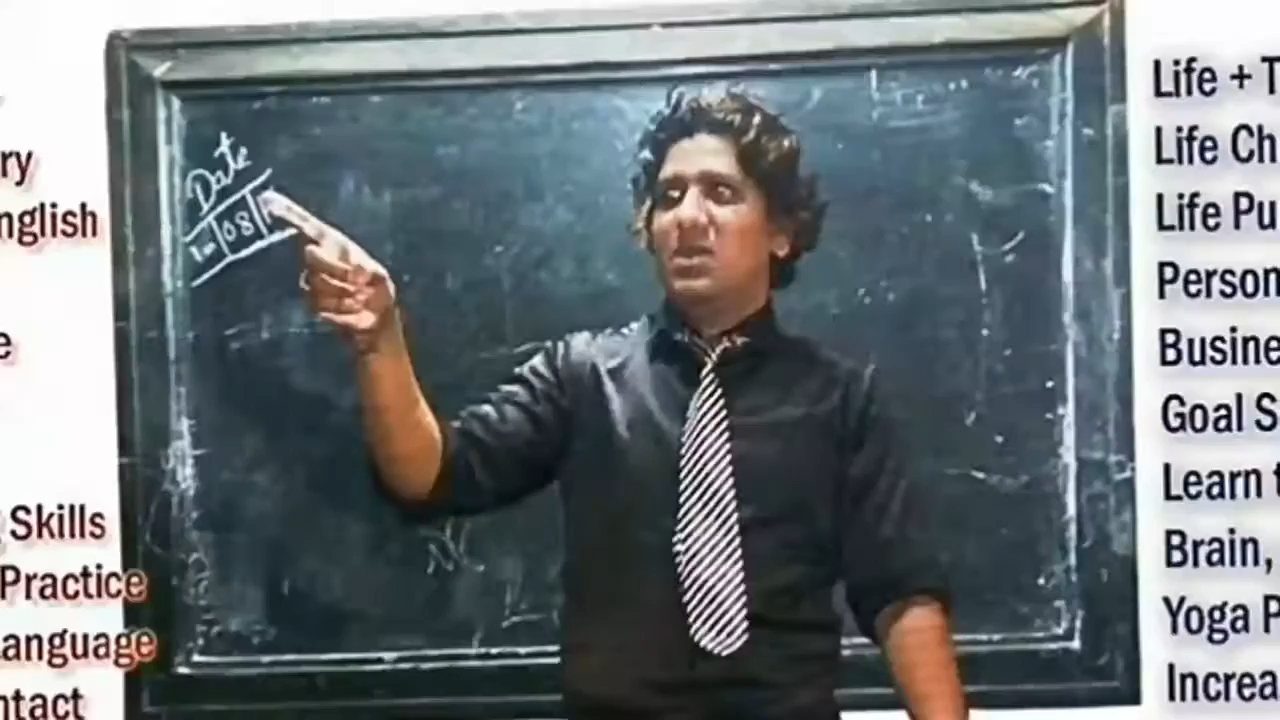 ry
nglish
e
Skills
Practice
anguage
ntact
Date
08
Life + T
Life Ch
Life Pu
Person
Busine
Goal S
Learn t
Brain,
Yoga P
Increa